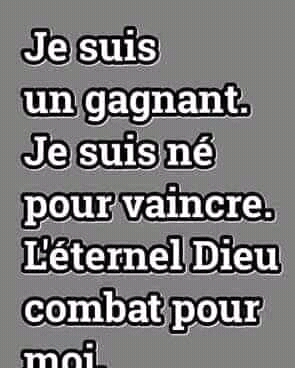 Je suis
un gagnant.
Je suis né
pour vaincre.
L'éternel Dieu
combat pour
moi.